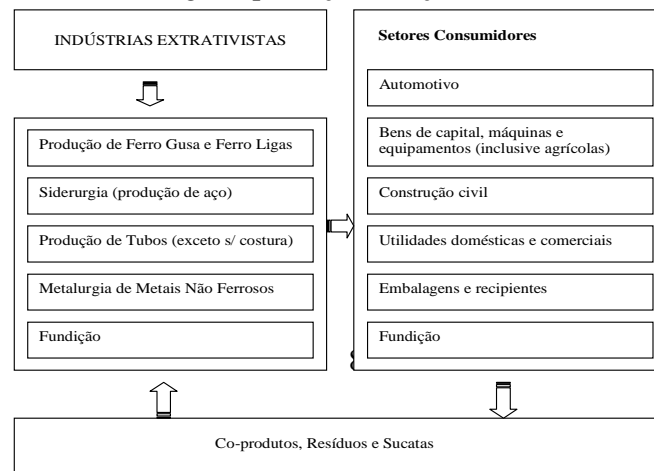 INDÚSTRIAS EXTRATIVISTAS
Produção de Ferro Gusa e Ferro Ligas
Siderurgia (produção de aço)
Produção de Tubos (exceto s/ costura)
Metalurgia de Metais Não Ferrosos
Fundição
Setores Consumidores
Automotivo
Bens de capital, máquinas e
equipamentos (inclusive agrícolas)
Construção civil
Utilidades domésticas e comerciais
Embalagens e recipientes
Fundição
Co-produtos, Resíduos e Sucatas